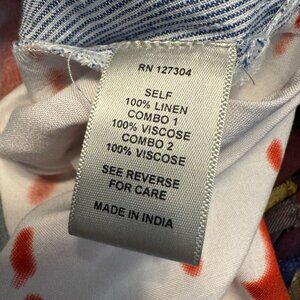 RN 127304
SELF
100% LINEN
COMBO 1
100% VISCOSE
COMBO 2
100% VISCOSE
SEE REVERSE
FOR CARE
MADE IN INDIA